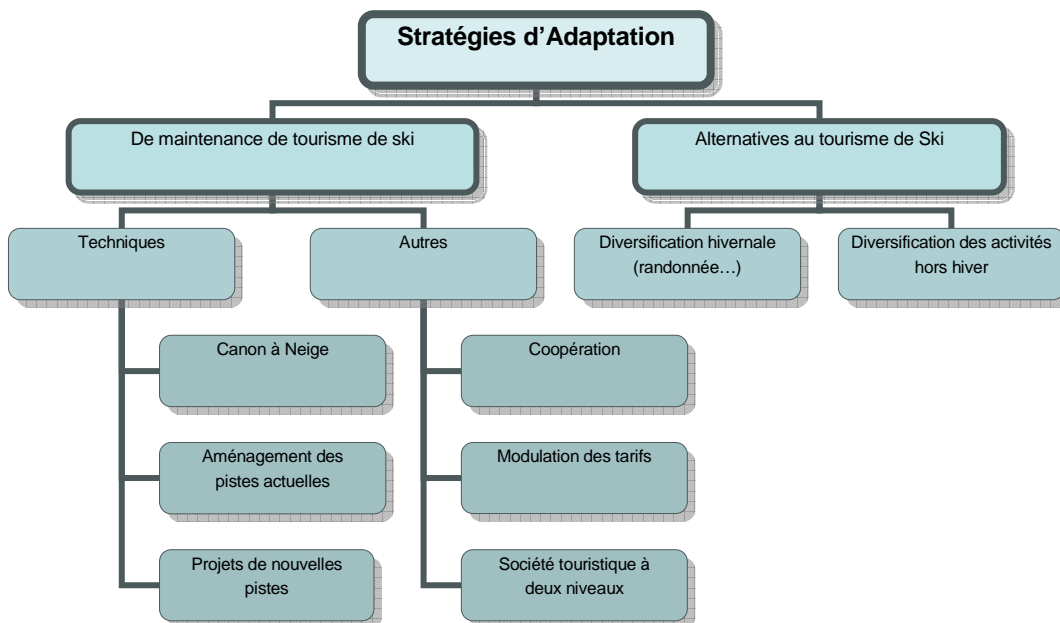 Stratégies d'Adaptation
De maintenance de tourisme de ski
Alternatives au tourisme de Ski
Techniques
Autres
Diversification hivernale
(randonnée…)
Diversification des activités
hors hiver
Canon à Neige
Coopération
Aménagement des
pistes actuelles
Modulation des tarifs
Projets de nouvelles
pistes
Société touristique à
deux niveaux